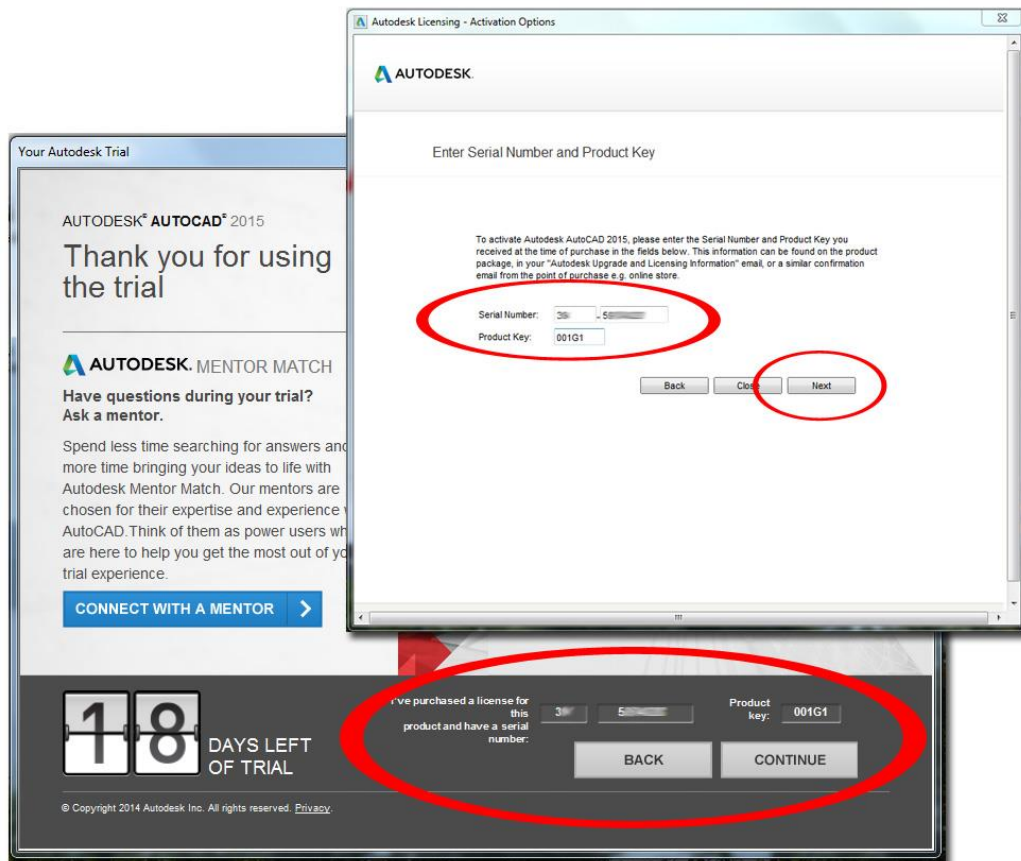 Autodesk Licensing - Activation Options
AUTODESK.
Enter Serial Number and Product Key
To activate Autodesk AutoCAD 2015, please enter the Serial Number and Product Key you
received at the time of purchase in the fields below. This information can be found on the product
package, in your "Autodesk Upgrade and Licensing Information" email, or a similar confirmation
email from the point of purchase e.g. online store.
Serial Number:
Product Key: 001G1
Back Close Next
Your Autodesk Trial
AUTODESK® AUTOCAD® 2015
Thank you for using
the trial
AUTODESK. MENTOR MATCH
Have questions during your trial?
Ask a mentor.
Spend less time searching for answers and
more time bringing your ideas to life with
Autodesk Mentor Match. Our mentors are
chosen for their expertise and experience
AutoCAD.Think of them as power users
are here to help you get the most out of
trial experience.
CONNECT WITH A MENTOR
18
DAYS LEFT
OF TRIAL
I've purchased a license for
this
product and have a serial
number:
Product
key: 001G1
BACK CONTINUE
© Copyright 2014 Autodesk Inc. All rights reserved. Privacy.